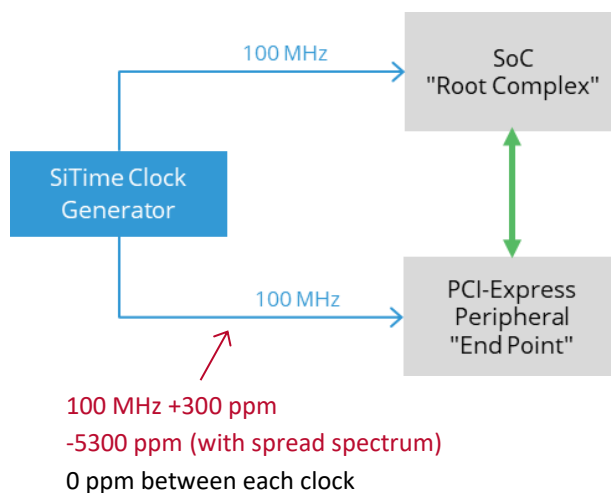 100 MHz
SoC
"Root Complex"
SiTime Clock
Generator
100 MHz
PCI-Express
Peripheral
"End Point"
100 MHz +300 ppm
-5300 ppm (with spread spectrum)
0 ppm between each clock